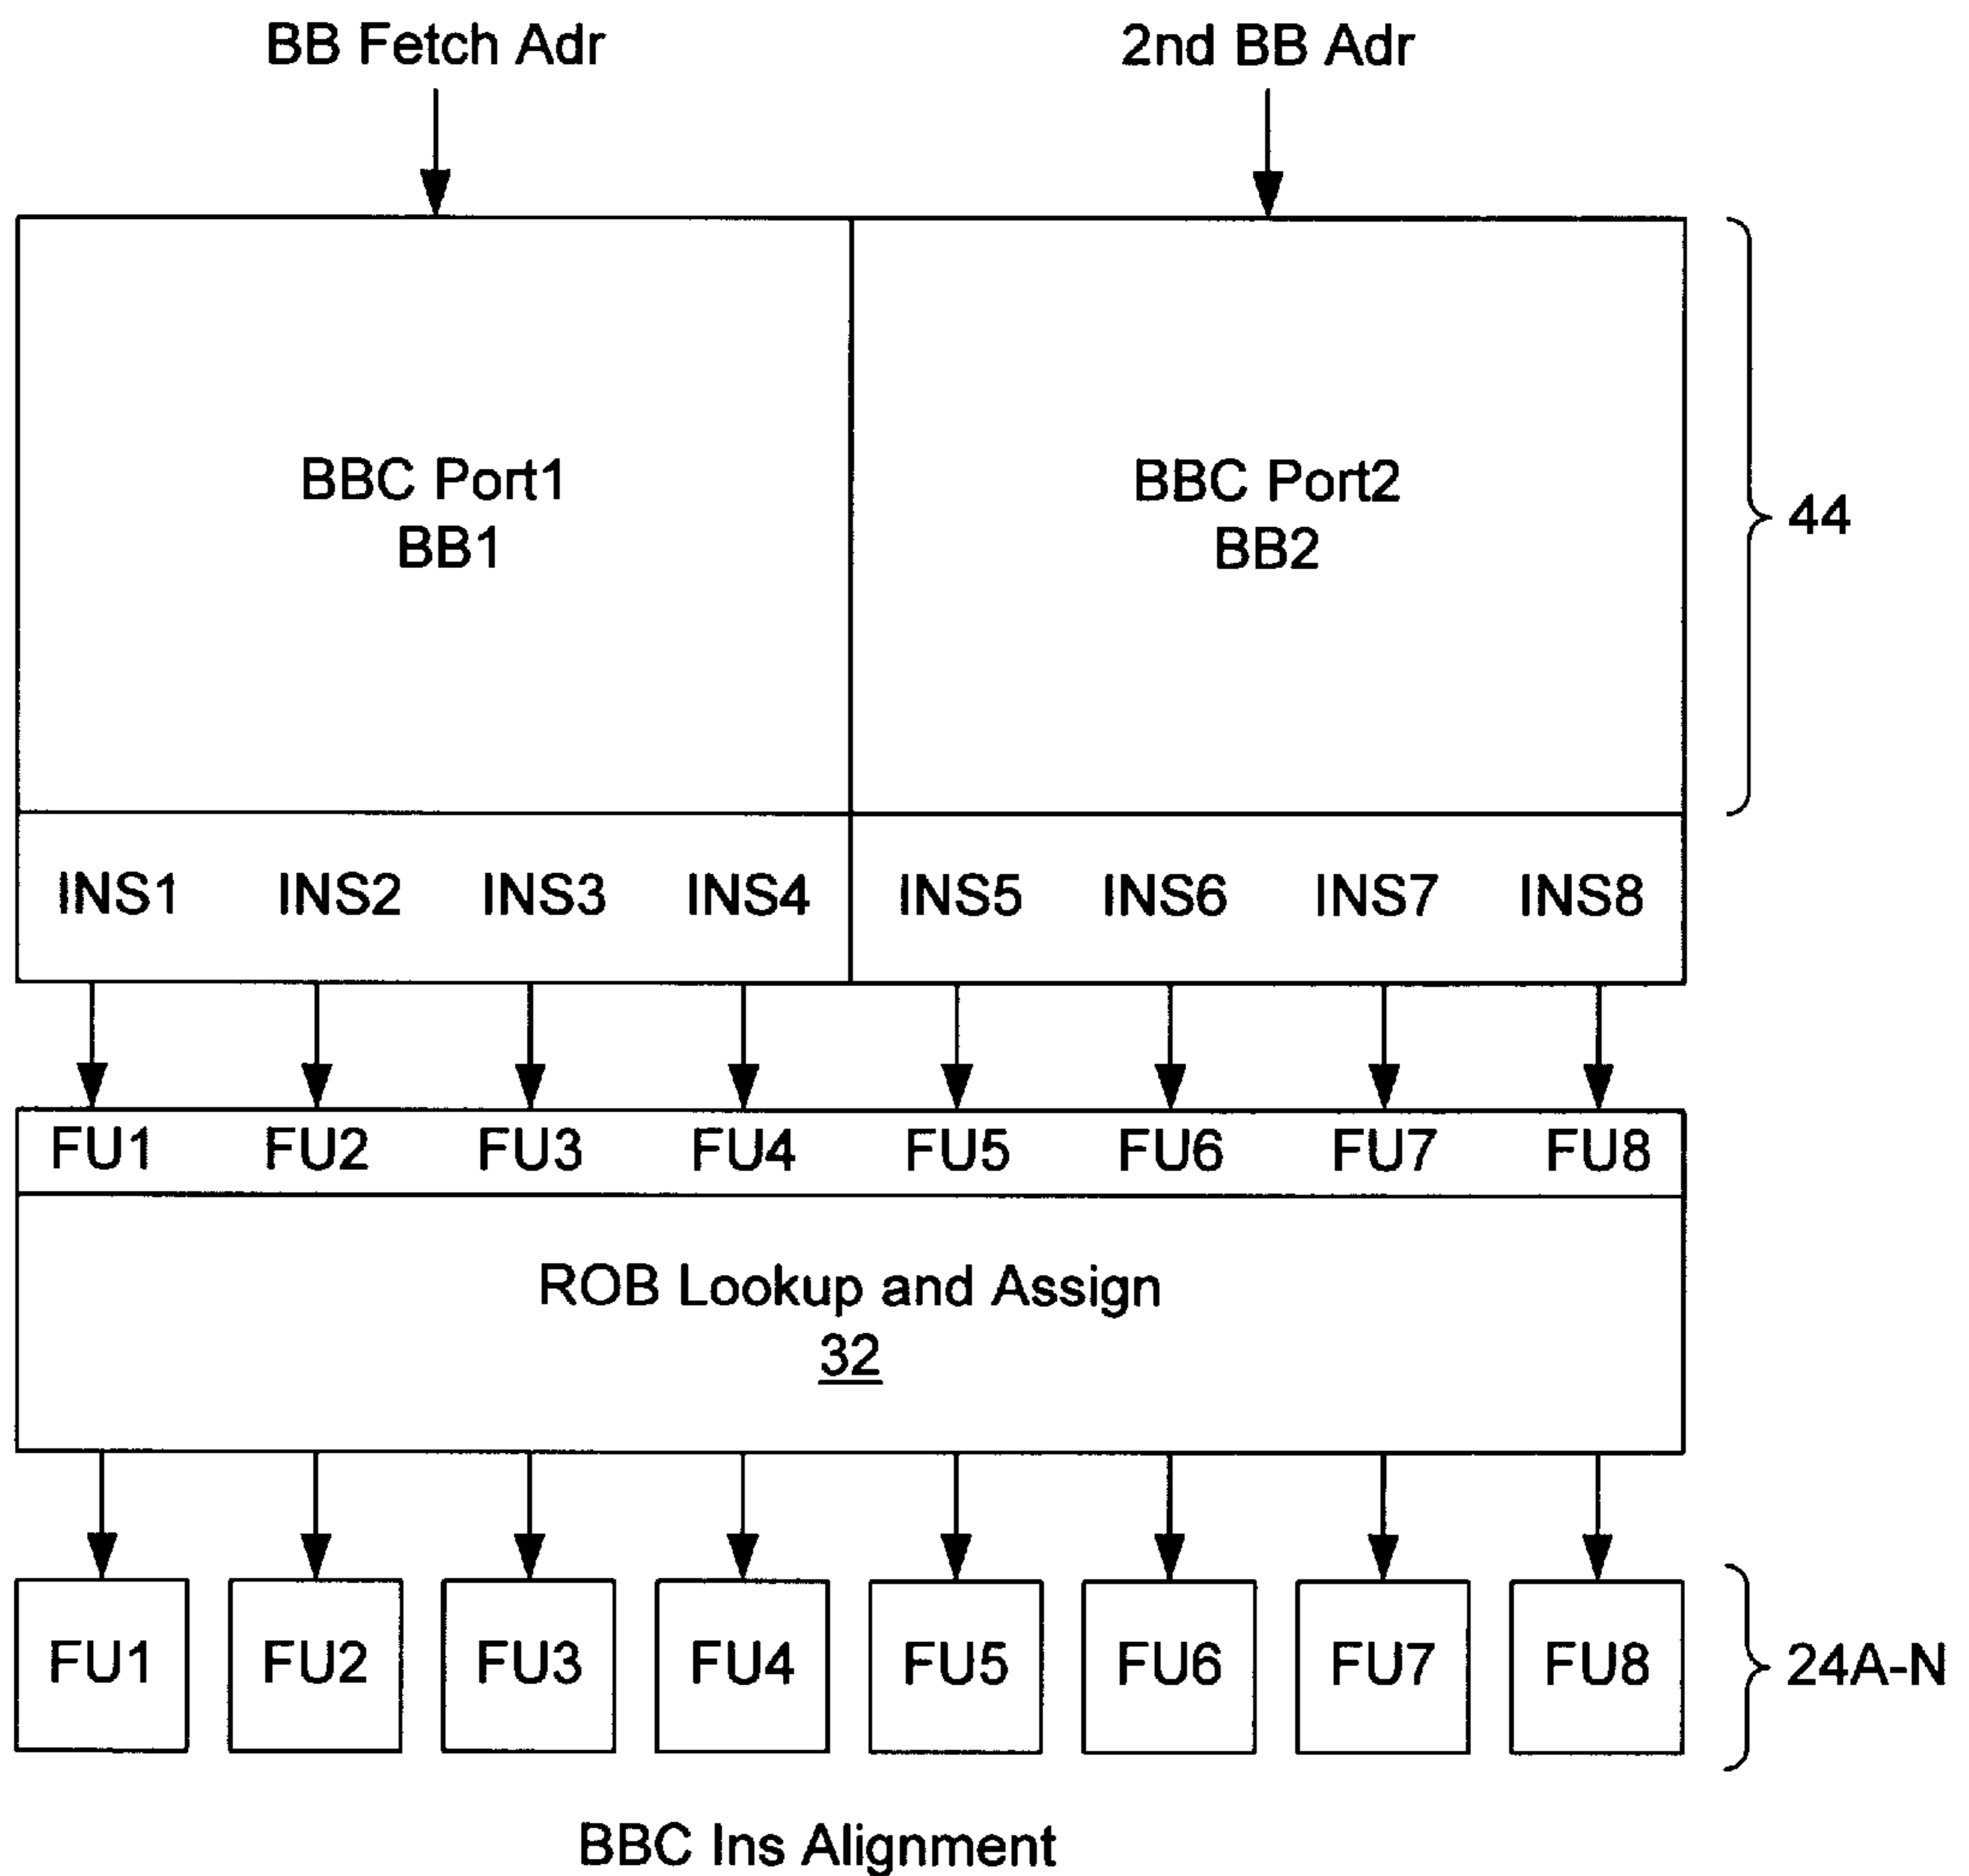 BB Fetch Adr 2nd BB Adr
BBC Port1 BBC Port2
BB1 BB2
44
INS1 INS2 INS3 INS4 INS5 INS6 INS7 INS8
FU1 FU2 FU3 FU4 FU5 FU6 FU7 FU8
ROB Lookup and Assign
32
FU1 FU2 FU3 FU4 FU5 FU6 FU7 FU8 24A-N
BBC Ins Alignment